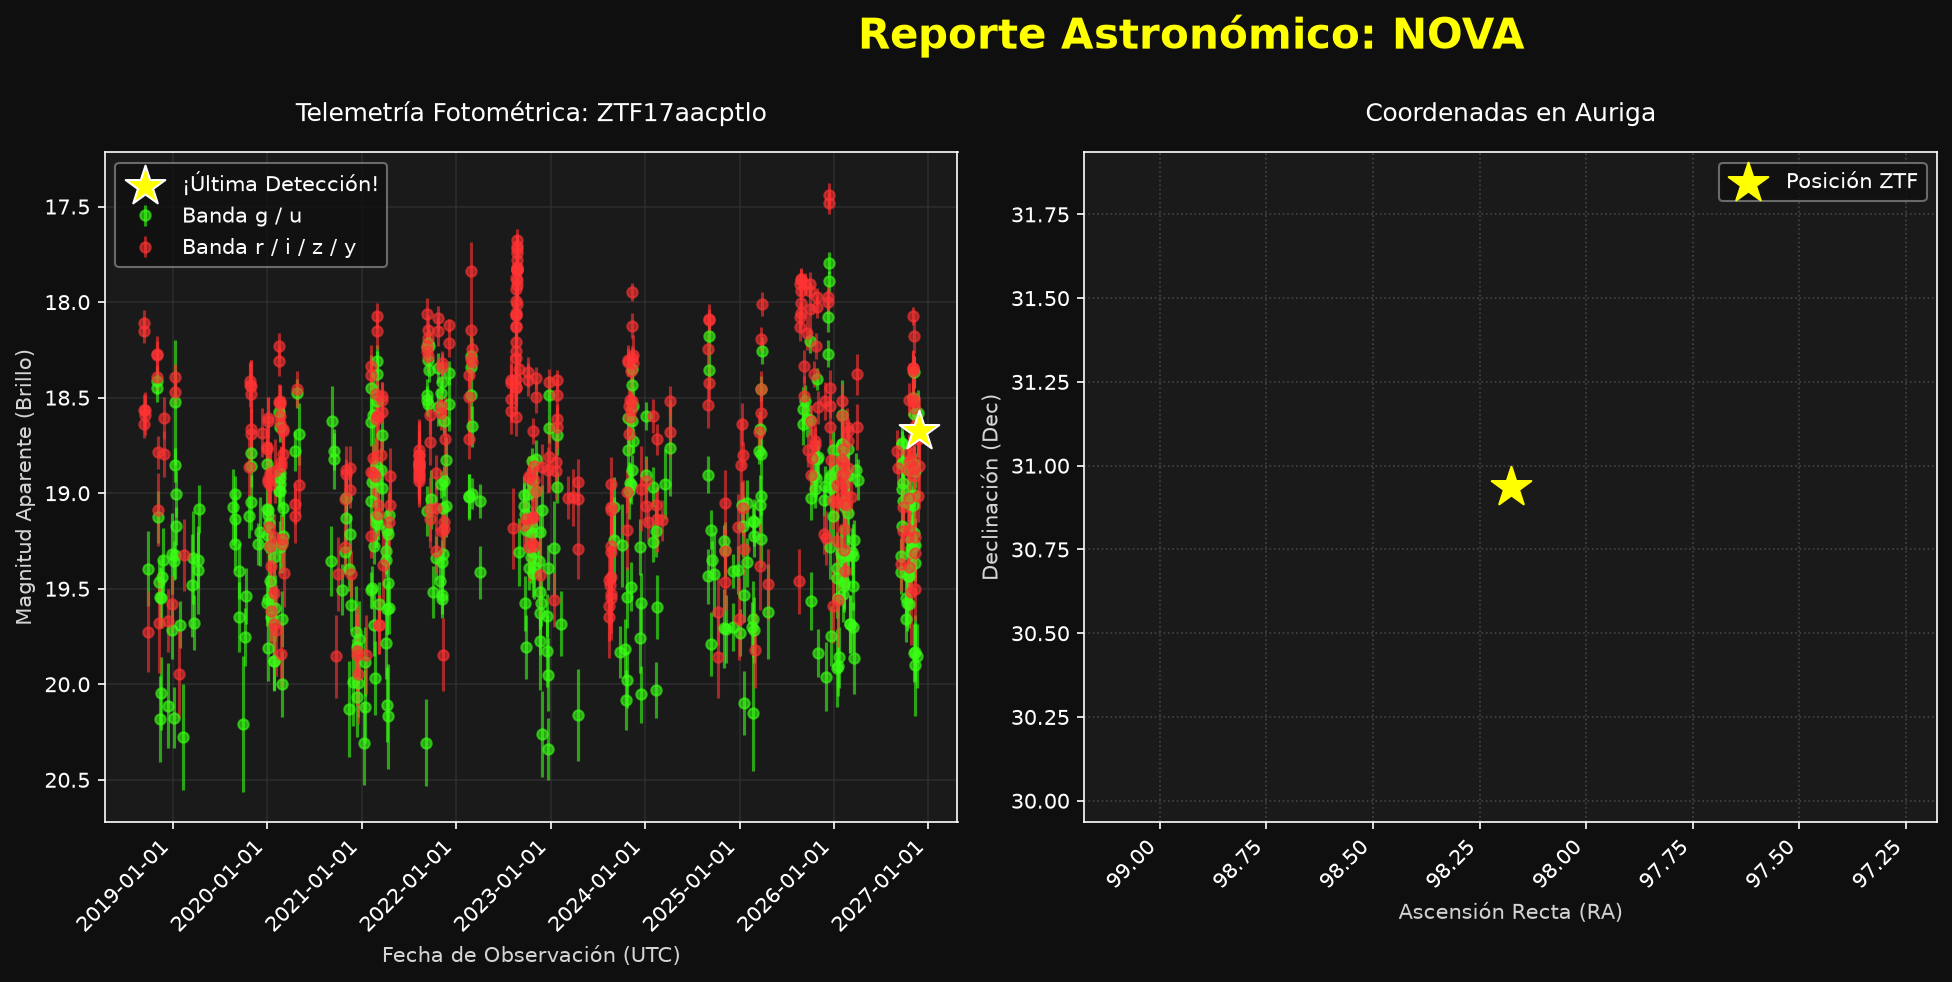 Reporte Astronómico: NOVA
Telemetría Fotométrica: ZTF17aacptlo
¡Última Detección!
Banda g / u
Banda r / i / z / y
Magnitud Aparente (Brillo)
17.5
18.0
18.5
19.0
19.5
20.0
20.5
2019-01-01
2020-01-01
2021-01-01
2022-01-01
2023-01-01
2024-01-01
2025-01-01
2026-01-01
2027-01-01
Fecha de Observación (UTC)
Coordenadas en Auriga
Posición ZTF
Declinación (Dec)
31.75
31.50
31.25
31.00
30.75
30.50
30.25
30.00
99.00
98.75
98.50
98.25
98.00
97.75
97.50
97.25
Ascensión Recta (RA)